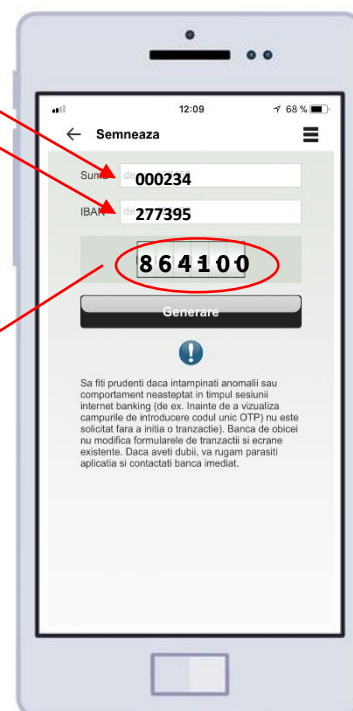 12:09 68 %
Semneaza
Suma 000234
IBAN 277395
864100
Generare
Sa fiti prudenti daca intampinati anomalii sau
comportament neasteptat in timpul sesiunii
internet banking (de ex. Inainte de a vizualiza
campurile de introducere codul unic OTP) nu este
solicitat fara a initia o tranzactie). Banca de obicei
nu modifica formularele de tranzactii si ecrane
existente. Daca aveti dubii, va rugam parasiti
aplicatia si contactati banca imediat.